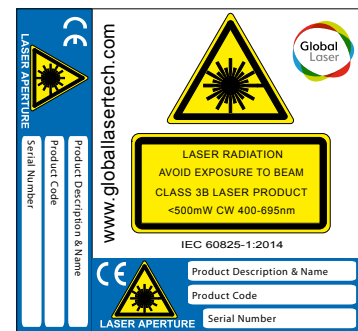 CE
LASER APERTURE
Serial Number
Product Code
Product Description & Name
www.globallasertech.com
Global
Laser
LASER RADIATION
AVOID EXPOSURE TO BEAM
CLASS 3B LASER PRODUCT
<500mW CW 400-695nm
IEC 60825-1:2014
CE
LASER APERTURE
Product Description & Name
Product Code
Serial Number